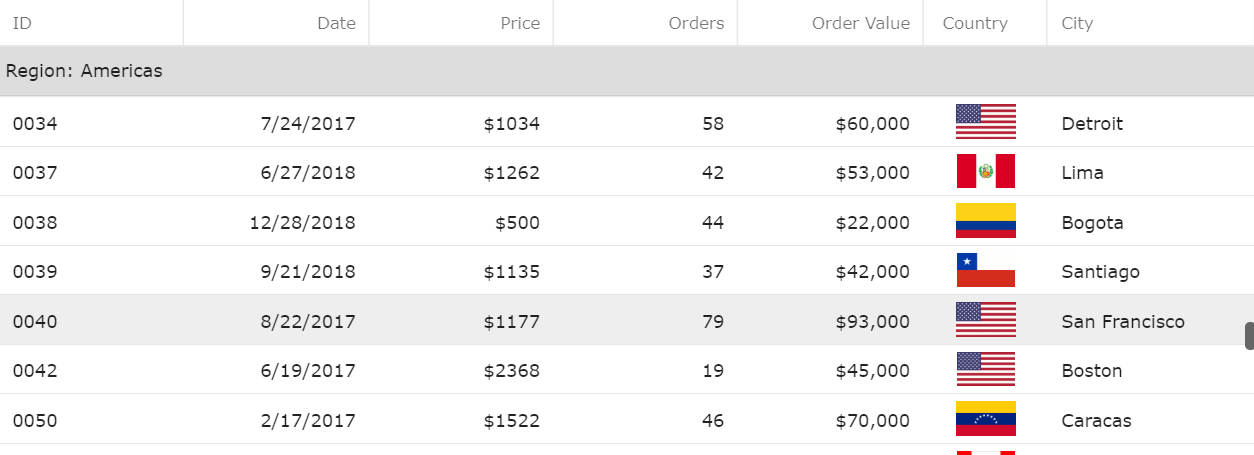 ID Date Price Orders Order Value Country City
Region: Americas
0034 7/24/2017 $1034 58 $60,000 Detroit
0037 6/27/2018 $1262 42 $53,000 Lima
0038 12/28/2018 $500 44 $22,000 Bogota
0039 9/21/2018 $1135 37 $42,000 Santiago
0040 8/22/2017 $1177 79 $93,000 San Francisco
0042 6/19/2017 $2368 19 $45,000 Boston
0050 2/17/2017 $1522 46 $70,000 Caracas